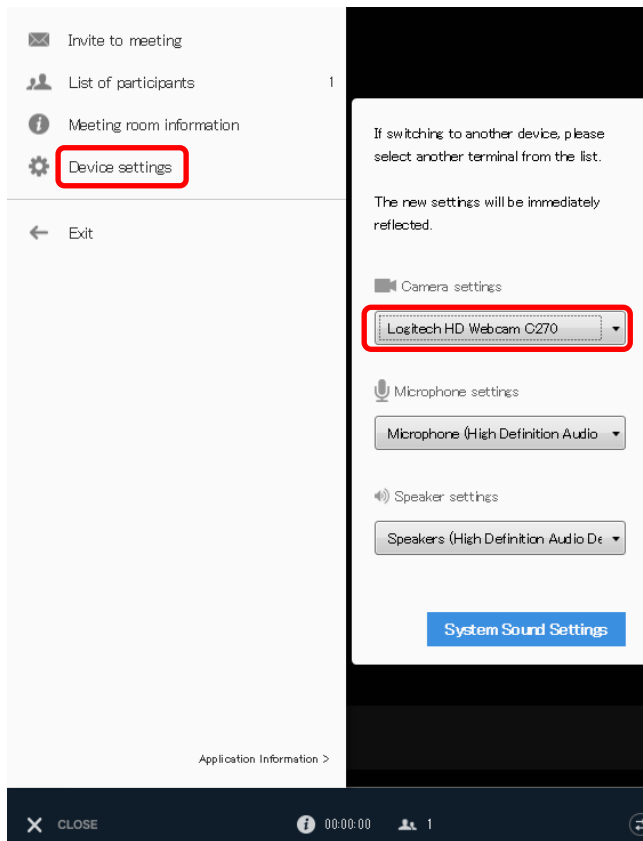 Invite to meeting
List of participants 1
Meeting room information
Device settings
Exit
If switching to another device, please
select another terminal from the list.
The new settings will be immediately
reflected.
Camera settings
Logitech HD Webcam C270
Microphone settings
Microphone (High Definition Audio
Speaker settings
Speakers (High Definition Audio De
System Sound Settings
Application Information >
CLOSE 00:00:00 1